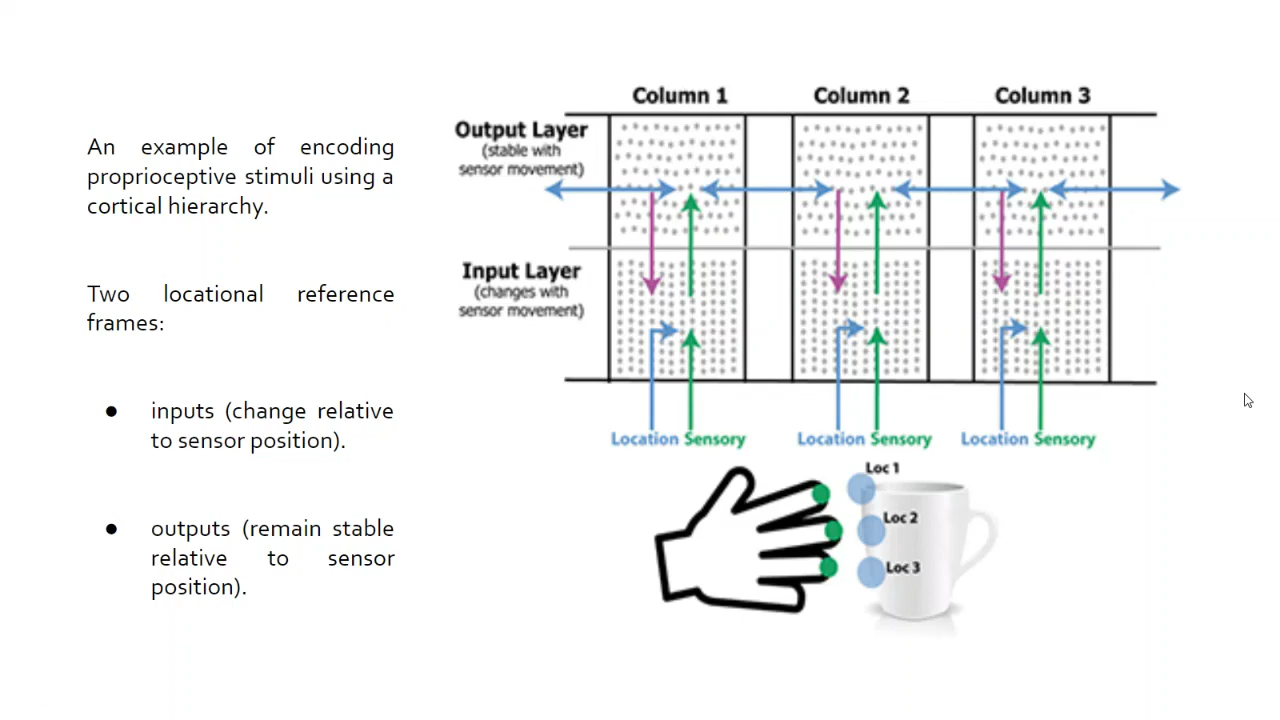 An example of encoding
proprioceptive stimuli using a
cortical hierarchy.
Two locational reference
frames:
● inputs (change relative
to sensor position).
● outputs (remain stable
relative to sensor
position).
Column 1 Column 2 Column 3
Output Layer
(stable with
sensor movement)
Input Layer
(changes with
sensor movement)
Location Sensory Location Sensory Location Sensory
Loc 1
Loc 2
Loc 3